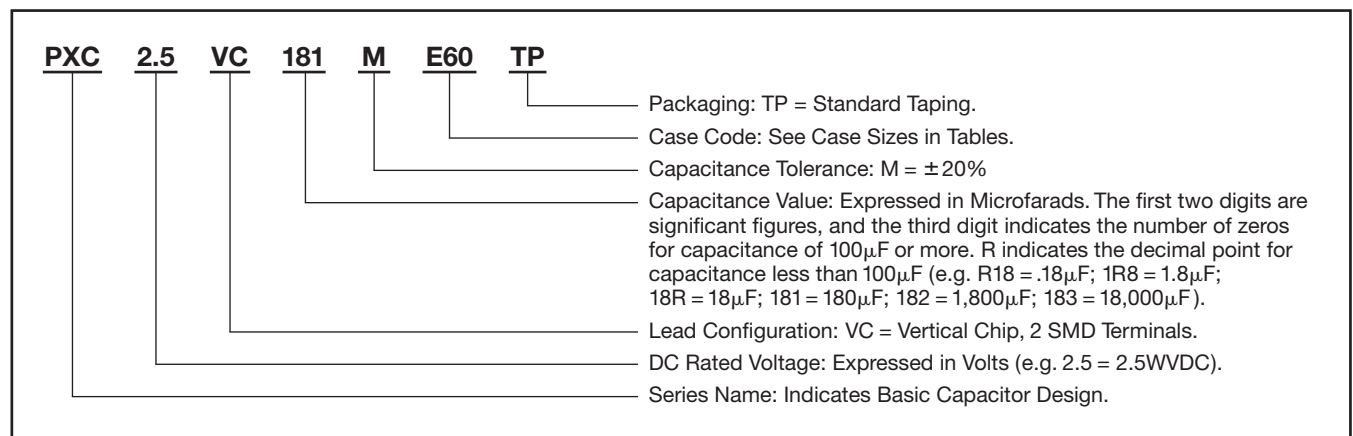 PXC 2.5 VC 181 M E60 TP
Packaging: TP = Standard Taping.
Case Code: See Case Sizes in Tables.
Capacitance Tolerance: M = ±20%
Capacitance Value: Expressed in Microfarads. The first two digits are
significant figures, and the third digit indicates the number of zeros
for capacitance of 100μF or more. R indicates the decimal point for
capacitance less than 100μF (e.g. R18 = .18μF; 1R8 = 1.8μF;
18R = 18μF; 181 = 180μF; 182 = 1,800μF; 183 = 18,000μF).
Lead Configuration: VC = Vertical Chip, 2 SMD Terminals.
DC Rated Voltage: Expressed in Volts (e.g. 2.5 = 2.5WVDC).
Series Name: Indicates Basic Capacitor Design.